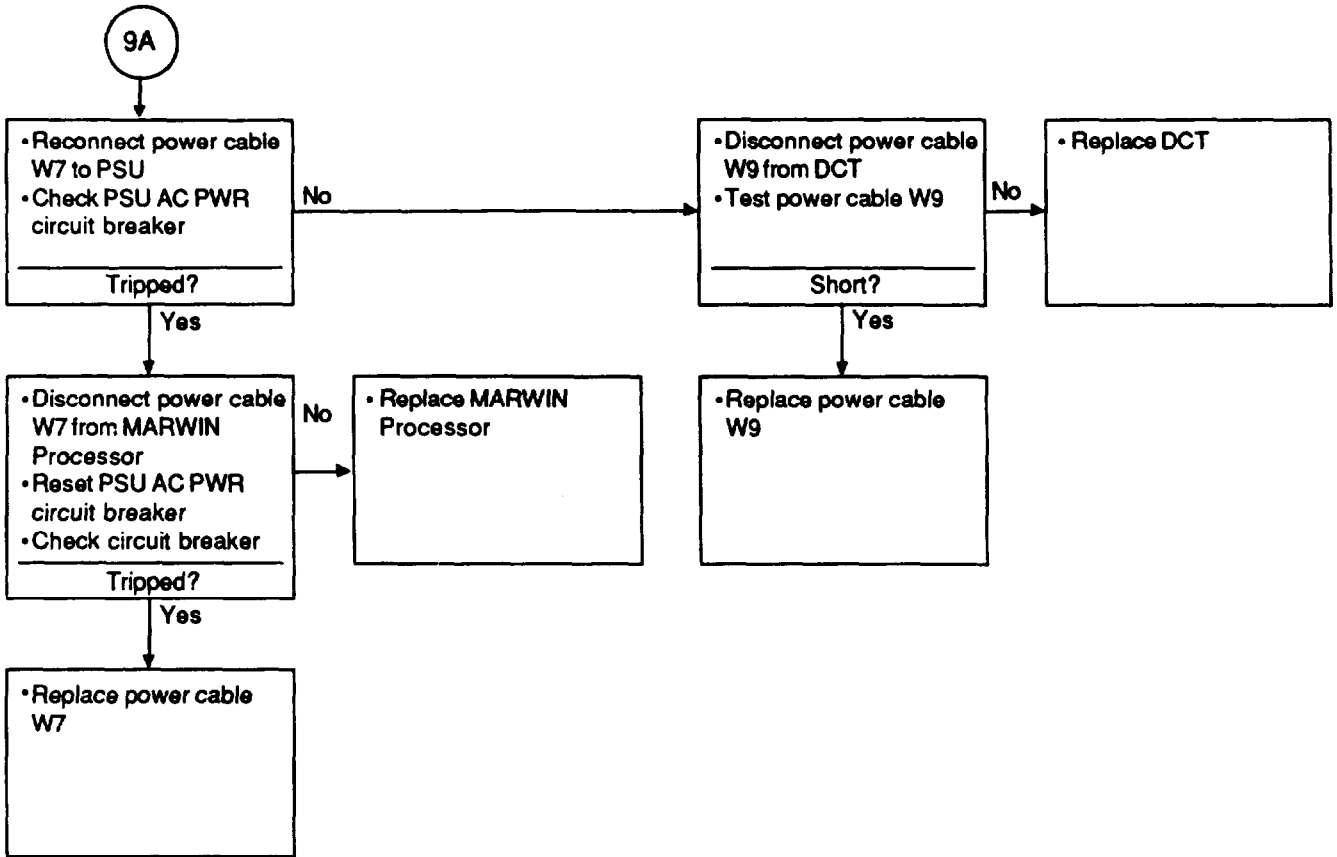 9A
•Reconnect power cable
W7 to PSU
•Check PSU AC PWR
circuit breaker
Tripped?
No
Yes
•Disconnect power cable
W9 from DCT
•Test power cable W9
Short?
No
Yes
• Replace DCT
•Disconnect power cable
W7 from MARWIN
Processor
•Reset PSU AC PWR
circuit breaker
•Check circuit breaker
Tripped?
No
Yes
• Replace MARWIN
Processor
•Replace power cable
W9
•Replace power cable
W7